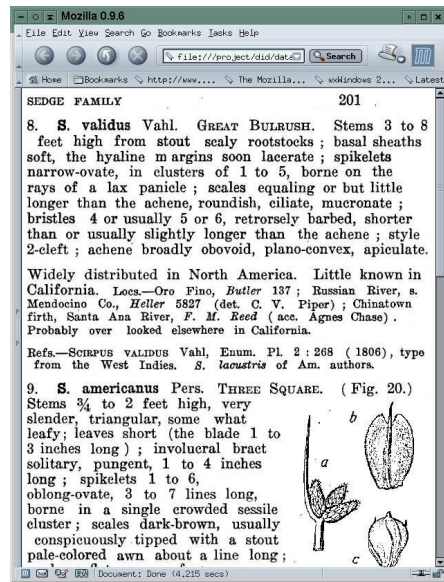 Mozilla 0.9.6
File Edit View Search Go Bookmarks Tasks Help
file:///project/did/data
Search
Home Bookmarks http://www.... The Mozilla... wxWindows 2... Latest
SEDGE FAMILY 201
8. S. validus Vahl. GREAT BULRUSH. Stems 3 to 8
feet high from stout scaly rootstocks ; basal sheaths
soft, the hyaline m argins soon lacerate ; spikelets
narrow-ovate, in clusters of 1 to 5, borne on the
rays of a lax panicle ; scales equaling or but little
longer than the achene, roundish, ciliate, mucronate ;
bristles 4 or usually 5 or 6, retrorsely barbed, shorter
than or usually slightly longer than the achene ; style
2-cleft ; achene broadly obovoid, plano-convex, apiculate.
Widely distributed in North America. Little known in
California. Locs.—Oro Fino, Butler 137 ; Russian River, s.
Mendocino Co., Heller 5827 (det. C. V. Piper) ; Chinatown
firth, Santa Ana River, F. M. Reed ( acc. Agnes Chase) .
Probably over looked elsewhere in California.
Refs.—SCIRPUS VALIDUS Vahl, Enum. Pl. 2 : 268 ( 1806), type
from the West Indies. S. lacustris of Am. authors.
9. S. americanus Pers. THREE SQUARE. ( Fig. 20.)
Stems ¾ to 2 feet high, very
slender, triangular, some what
leafy; leaves short (the blade 1 to
3 inches long ) ; involucral bract
solitary, pungent, 1 to 4 inches
long ; spikelets 1 to 6,
oblong-ovate, 3 to 7 lines long,
borne in a single crowded sessile
cluster ; scales dark-brown, usually
conspicuously tipped with a stout
pale-colored awn about a line long ;
a
b
c
Document: Done (4.215 secs)